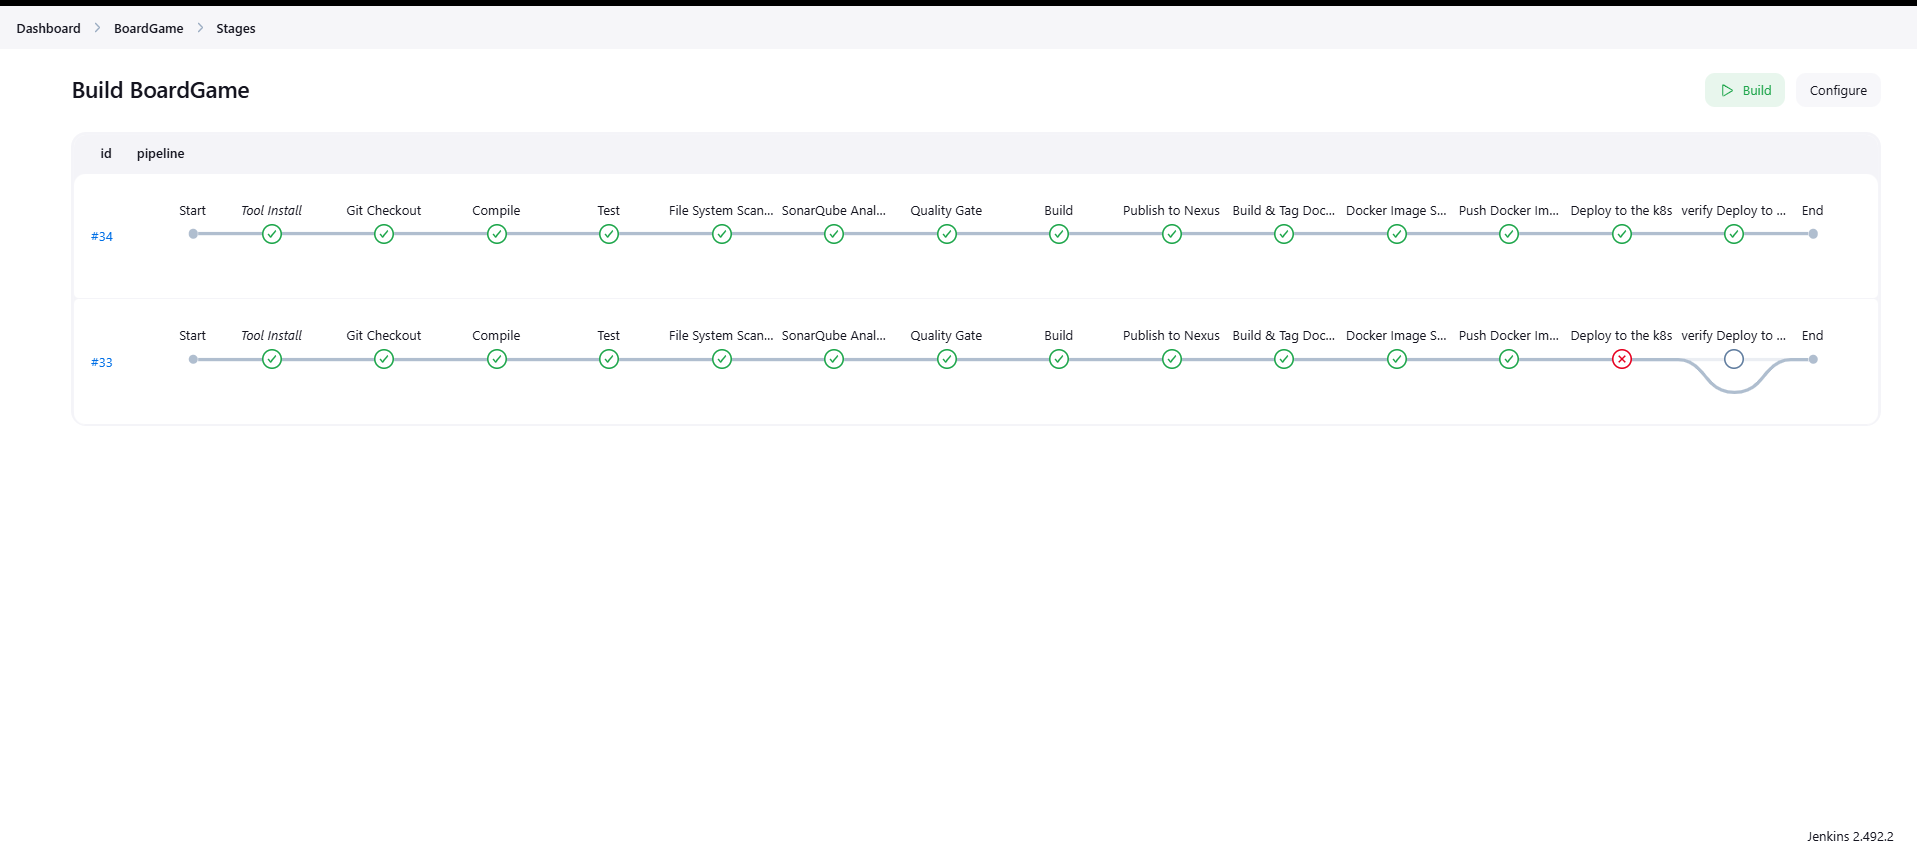 Dashboard > BoardGame > Stages
Build BoardGame
Build Configure
id pipeline
Start Tool Install Git Checkout Compile Test File System Scan... SonarQube Anal... Quality Gate Build Publish to Nexus Build & Tag Doc... Docker Image S... Push Docker Im... Deploy to the k8s verify Deploy to ... End
#34
Start Tool Install Git Checkout Compile Test File System Scan... SonarQube Anal... Quality Gate Build Publish to Nexus Build & Tag Doc... Docker Image S... Push Docker Im... Deploy to the k8s verify Deploy to ... End
#33
Jenkins 2.492.2